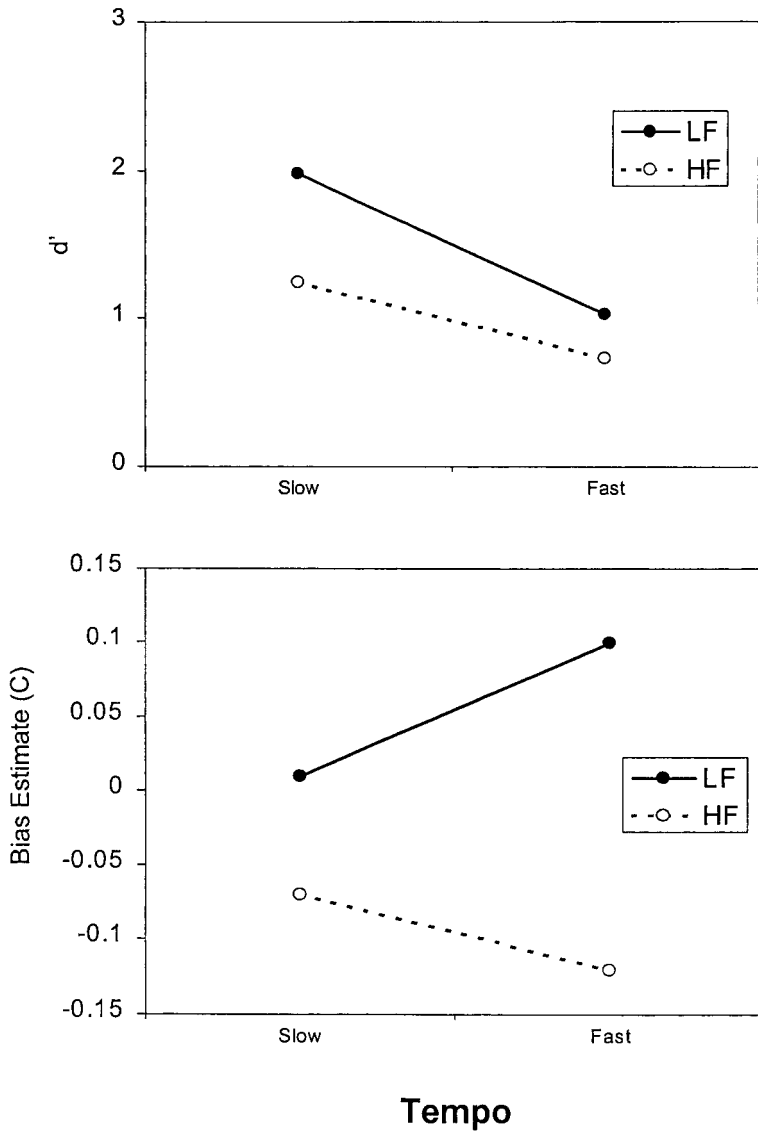 3
2
1
0
d'
LF
HF
Slow Fast
0.15
0.1
0.05
0
-0.05
-0.1
-0.15
Bias Estimate (C)
LF
HF
Slow Fast
Tempo